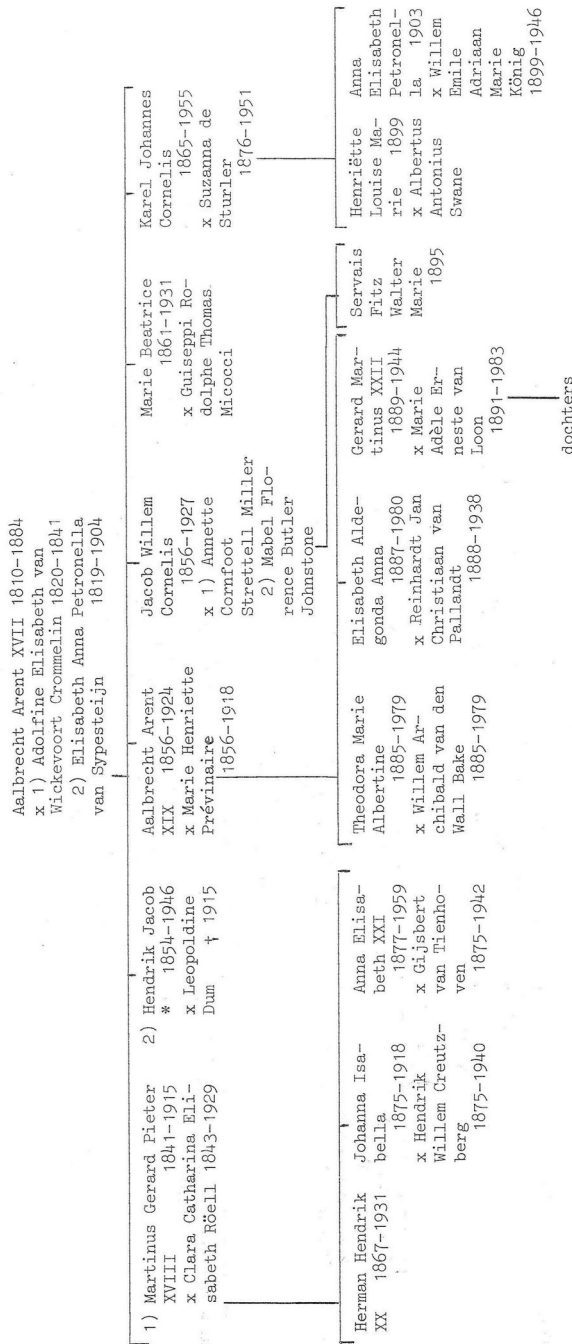 Aalbrecht Arent XVII 1810-1884
x 1) Adolfine Elisabeth van
Wickevoort Crommelin 1820-1841
2) Elisabeth Anna Petronella
van Sypesteijn 1819-1904
1) Martinus Gerard Pieter
XVIII 1841-1915
x Clara Catharina Eli-
sabeth Röell 1843-1929
2) Hendrik Jacob
* 1854-1946
x Leopoldine
Dum † 1915
Aalbrecht Arent
XIX 1856-1924
x Marie Henriette
Prévinaire
1856-1918
Jacob Willem
Cornelis
1856-1927
x 1) Annette
Cornfoot
Strettell Miller
2) Mabel Flo-
rence Butler
Johnstone
Marie Beatrice
1861-1931
x Guiseppi Ro-
dolphe Thomas
Micocci
Karel Johannes
Cornelis
1865-1955
x Suzanna de
Sturler
1876-1951
Herman Hendrik
XX 1867-1931
Johanna Isa-
bella
1875-1918
x Hendrik
Willem Creutz-
berg
1875-1940
Anna Elisa-
beth XXI
1877-1959
x Gijsbert
van Tienho-
ven
1875-1942
Theodora Marie
Albertine
1885-1979
x Willem Ar-
chibald van den
Wall Bake
1885-1979
Elisabeth Alde-
gonda Anna
1887-1980
x Reinhardt Jan
Christiaan van
Pallandt
1888-1938
Gerard Mar-
tinus XXII
1889-1944
x Marie
Adèle Er-
neste van
Loon
1891-1983
dochters
Servais
Fitz
Walter
Marie
1895
Henriëtte
Louise Ma-
rie 1899
x Albertus
Antonius
Swane
Anna
Elisabeth
Petronel-
la 1903
x Willem
Emile
Adriaan
Marie
König
1899-1946